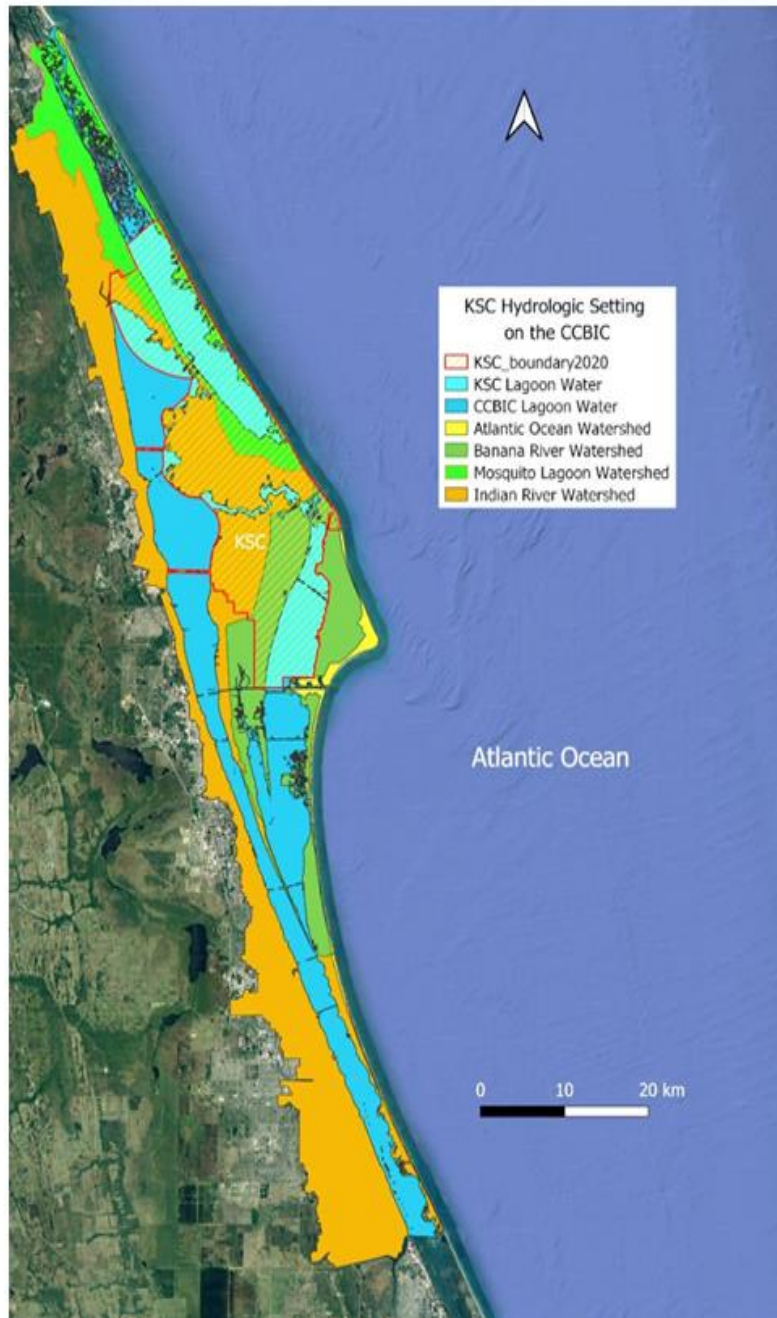 KSC Hydrologic Setting
on the CCBIC
KSC_boundary2020
KSC Lagoon Water
CCBIC Lagoon Water
Atlantic Ocean Watershed
Banana River Watershed
Mosquito Lagoon Watershed
Indian River Watershed
KSC
Atlantic Ocean
0 10 20 km